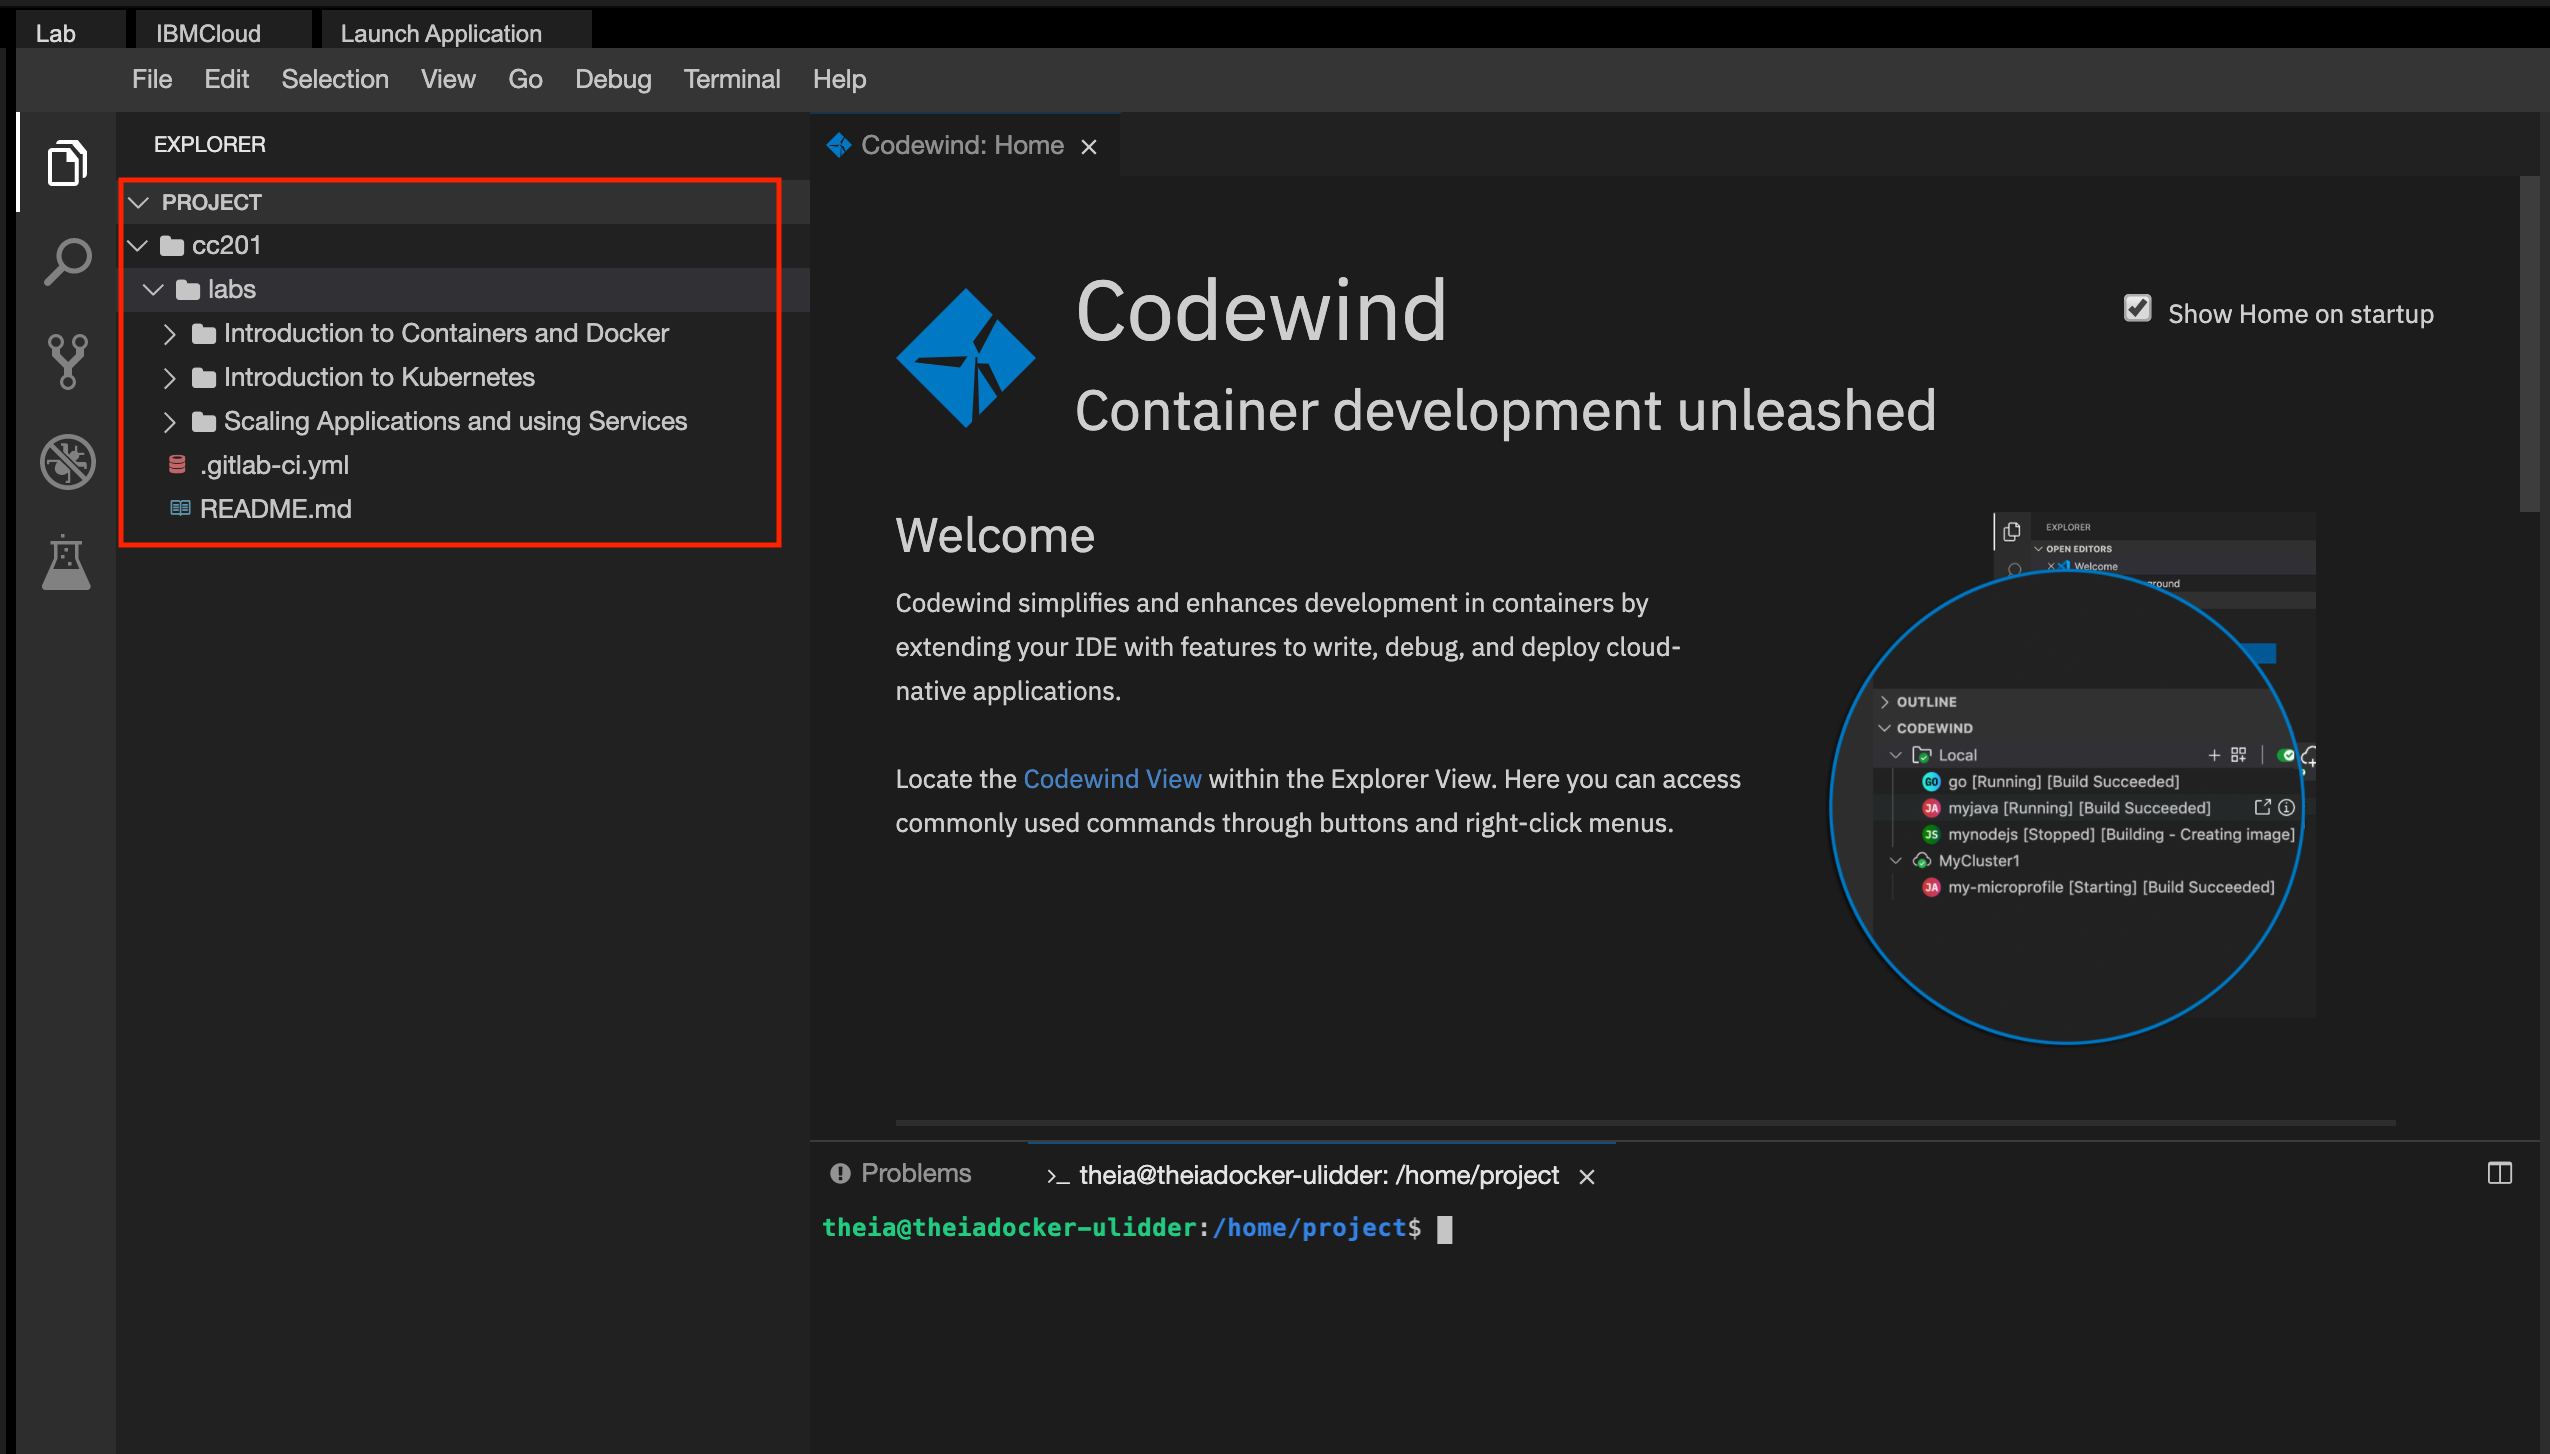 Lab IBMCloud Launch Application
File Edit Selection View Go Debug Terminal Help
EXPLORER
PROJECT
cc201
labs
Introduction to Containers and Docker
Introduction to Kubernetes
Scaling Applications and using Services
.gitlab-ci.yml
README.md
Codewind: Home
Codewind
Container development unleashed
Show Home on startup
Welcome
Codewind simplifies and enhances development in containers by
extending your IDE with features to write, debug, and deploy cloud-
native applications.
Locate the Codewind View within the Explorer View. Here you can access
commonly used commands through buttons and right-click menus.
EXPLORER
OPEN EDITORS
Welcome
OUTLINE
CODEWIND
Local
GO go [Running] [Build Succeeded]
JA myjava [Running] [Build Succeeded]
JS mynodejs [Stopped] [Building - Creating image]
MyCluster1
JA my-microprofile [Starting] [Build Succeeded]
Problems
>_ theia@theiadocker-ulidder: /home/project
theia@theiadocker-ulidder:/home/project$